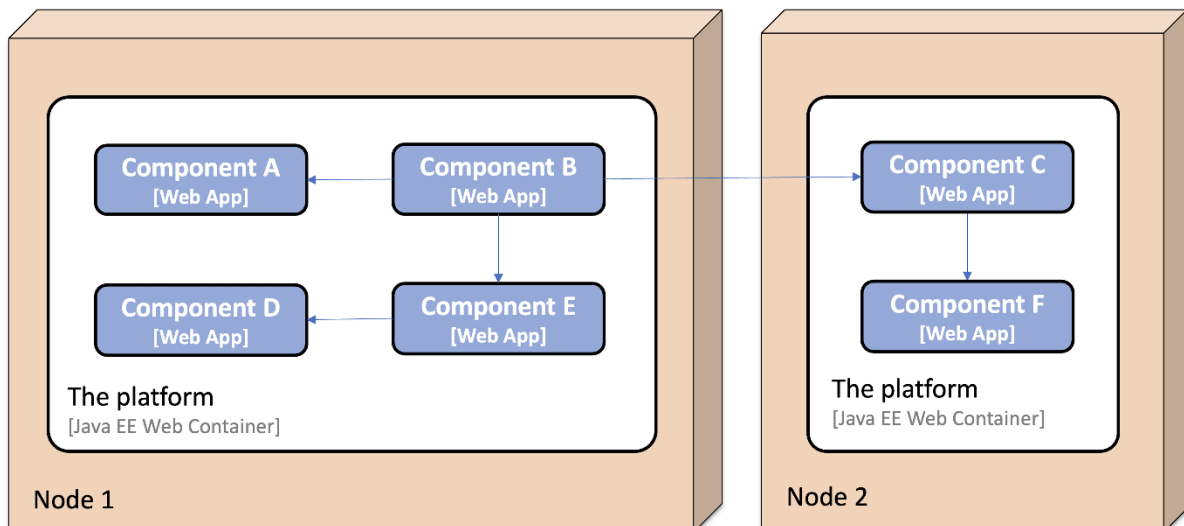 Component A
[Web App]
Component B
[Web App]
Component C
[Web App]
Component D
[Web App]
Component E
[Web App]
Component F
[Web App]
The platform
[Java EE Web Container]
The platform
[Java EE Web Container]
Node 1
Node 2